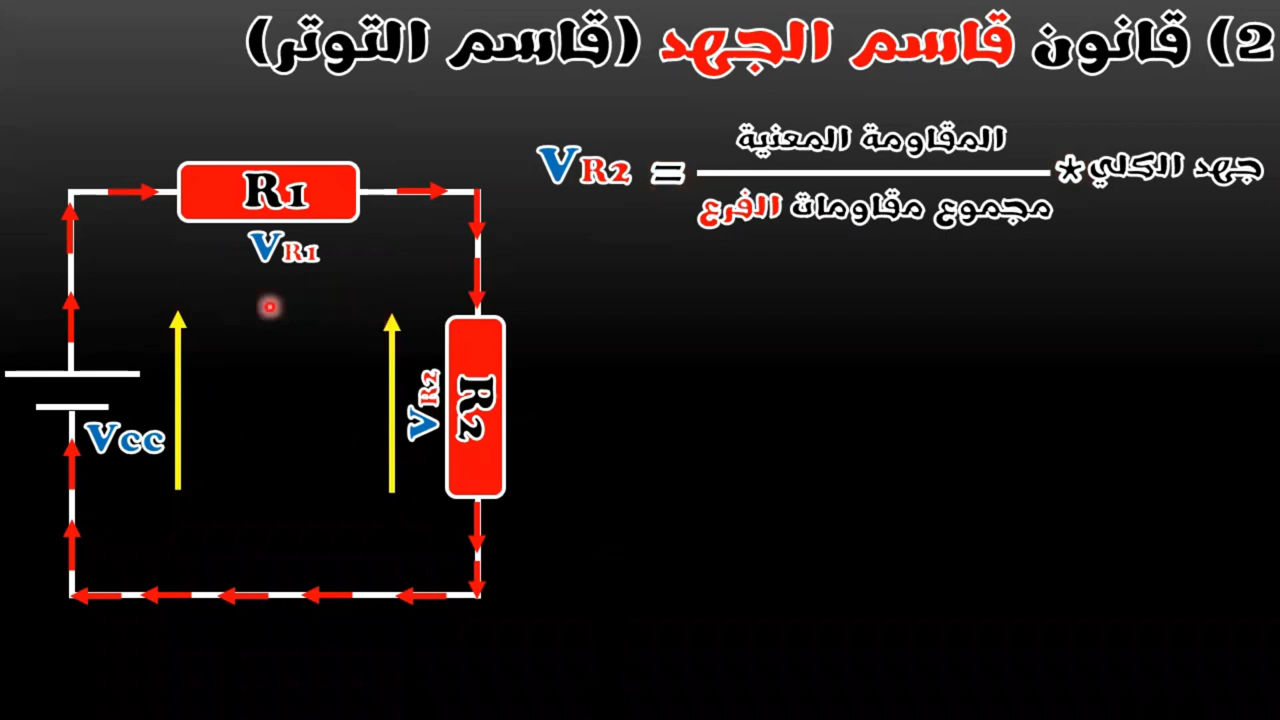 2) قانون قاسم الجهد (قاسم التوتر)
VR2 = المقاومة المعنية
مجموع مقاومات الفرع
* جهد الكلي
R1
VR1
R2
VR2
Vcc